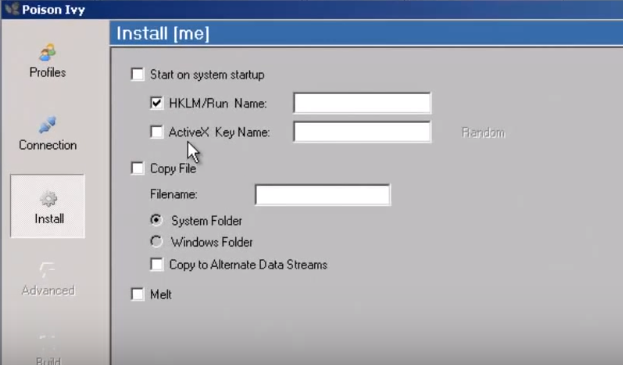 Poison Ivy
Install [me]
Profiles
Connection
Install
Advanced
Build
Start on system startup
HKLM/Run Name:
ActiveX Key Name:
Random
Copy File
Filename:
System Folder
Windows Folder
Copy to Alternate Data Streams
Melt